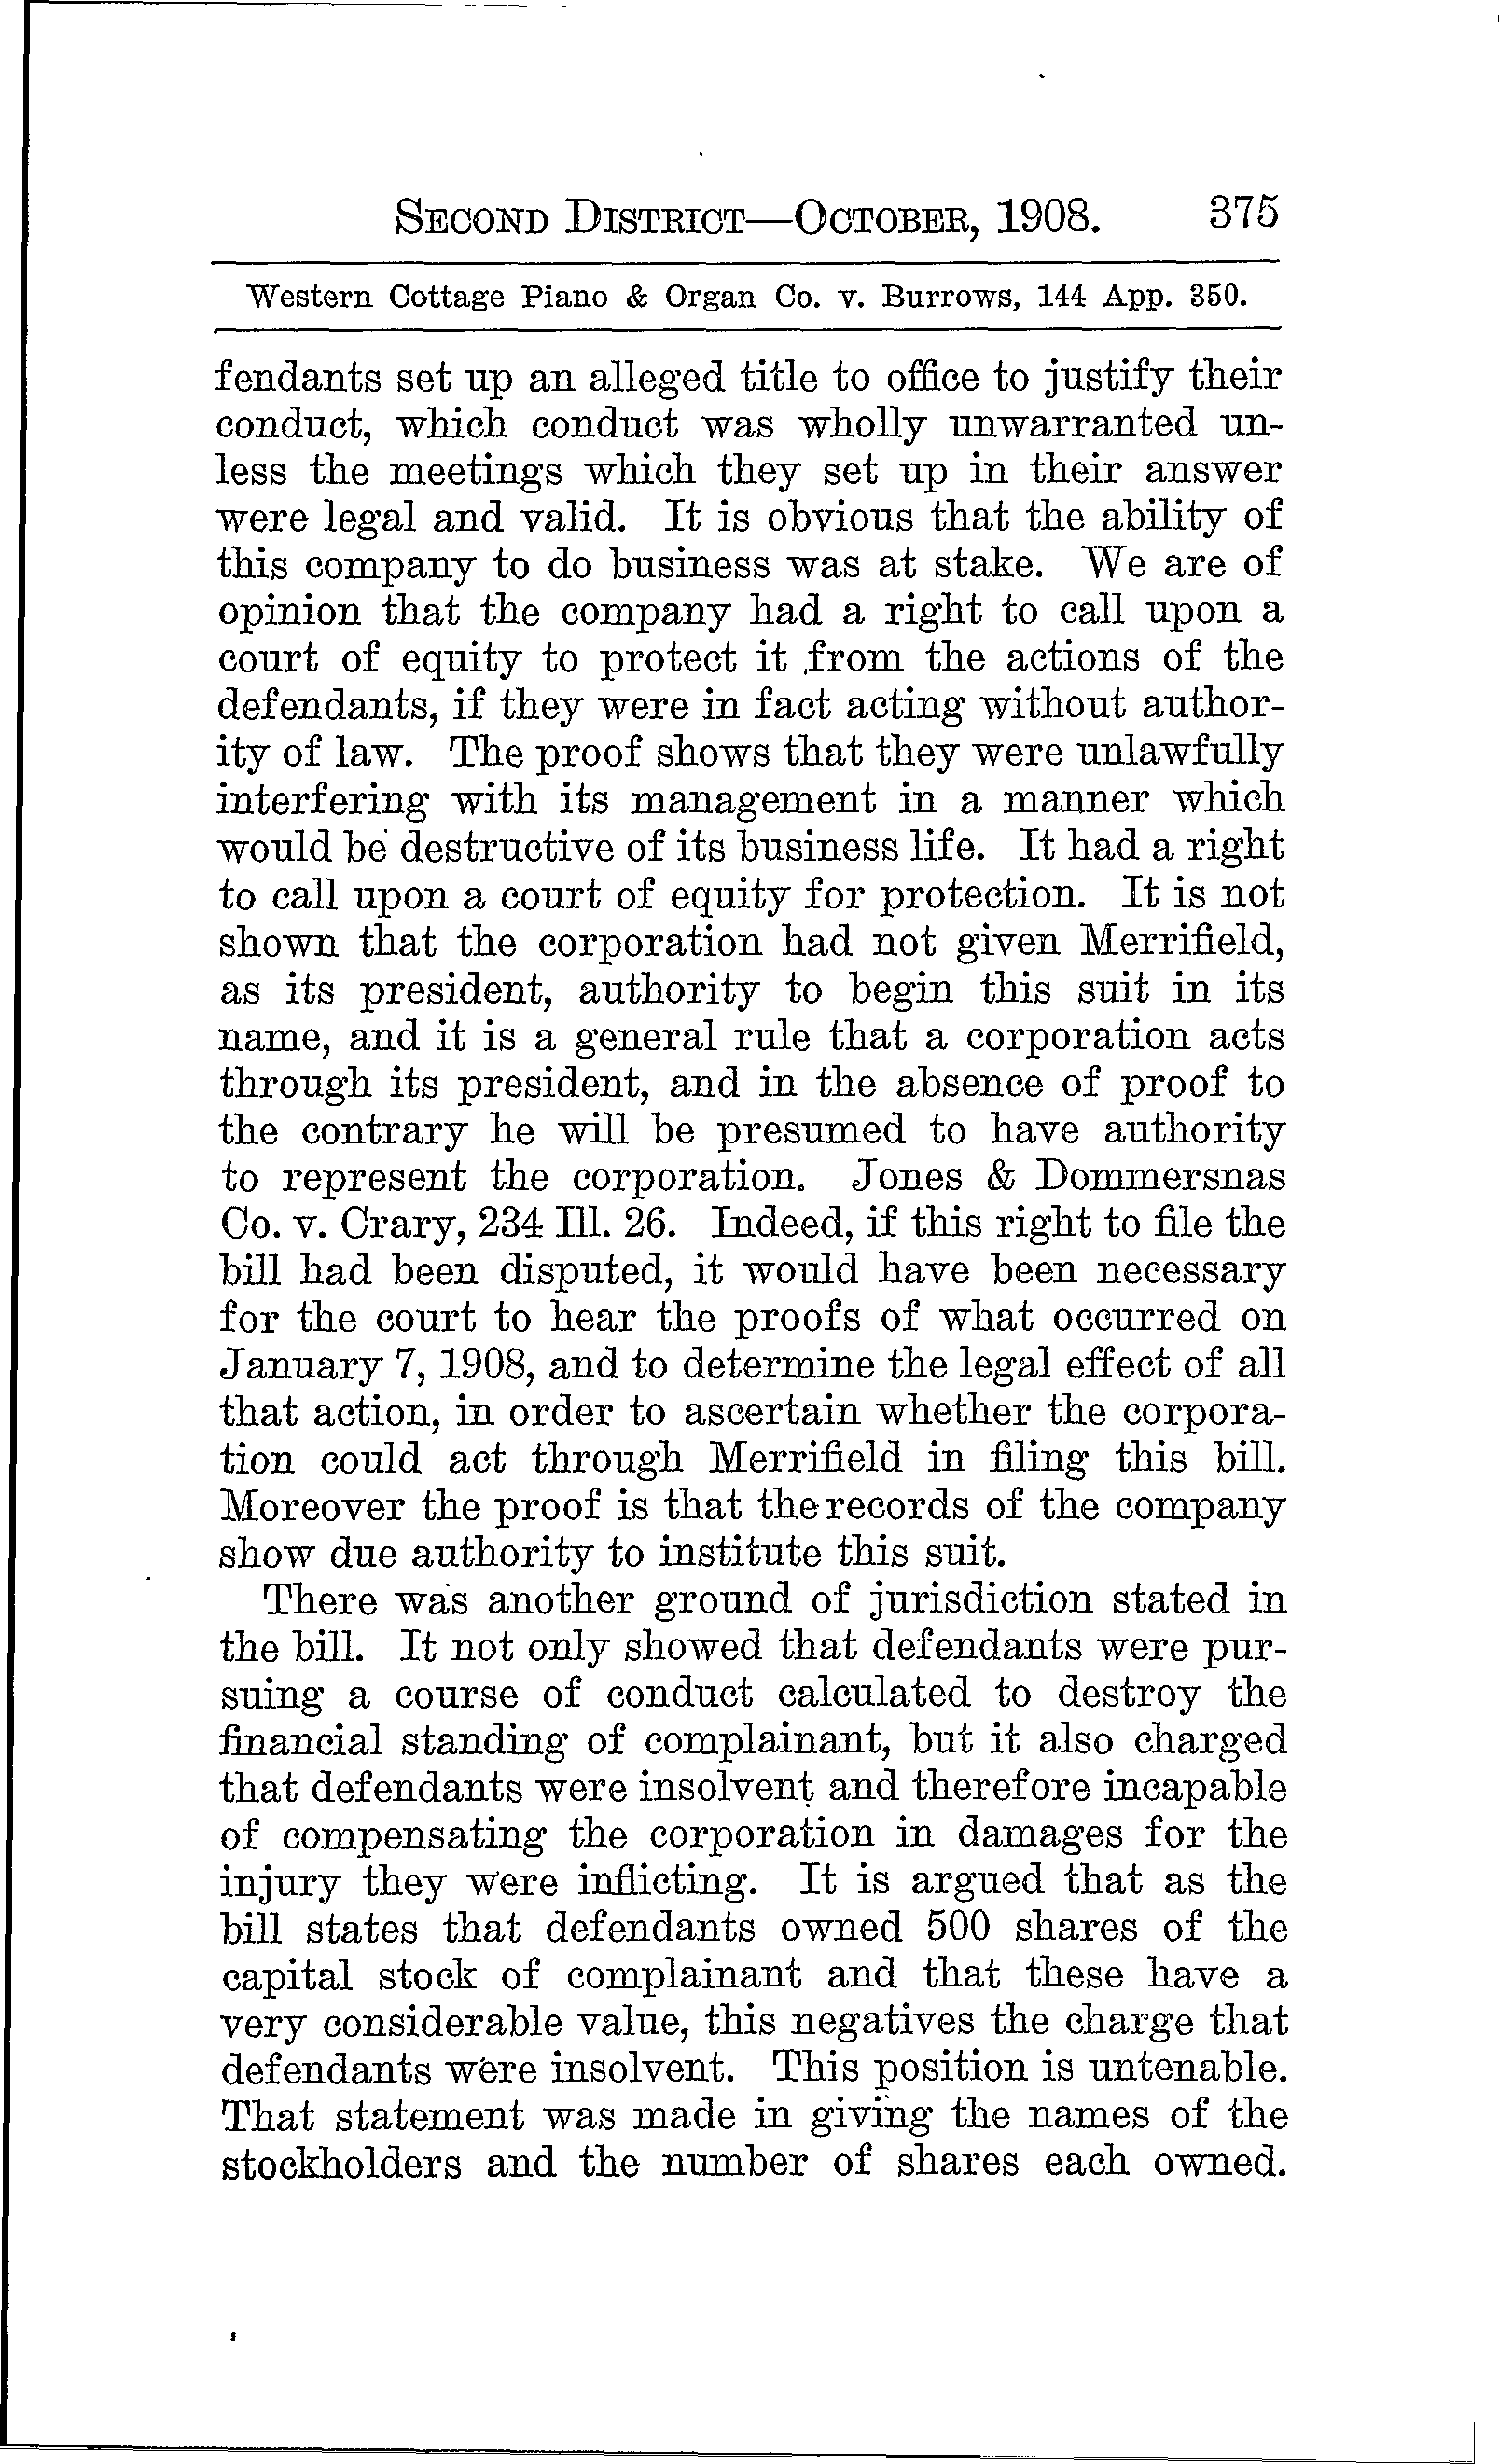 SECOND DISTRICT—OCTOBER, 1908. 375
Western Cottage Piano & Organ Co. v. Burrows, 144 App. 350.
fendants set up an alleged title to office to justify their
conduct, which conduct was wholly unwarranted un-
less the meetings which they set up in their answer
were legal and valid. It is obvious that the ability of
this company to do business was at stake. We are of
opinion that the company had a right to call upon a
court of equity to protect it from the actions of the
defendants, if they were in fact acting without author-
ity of law. The proof shows that they were unlawfully
interfering with its management in a manner which
would be destructive of its business life. It had a right
to call upon a court of equity for protection. It is not
shown that the corporation had not given Merrifield,
as its president, authority to begin this suit in its
name, and it is a general rule that a corporation acts
through its president, and in the absence of proof to
the contrary he will be presumed to have authority
to represent the corporation. Jones & Dommersnas
Co. v. Crary, 234 Ill. 26. Indeed, if this right to file the
bill had been disputed, it would have been necessary
for the court to hear the proofs of what occurred on
January 7, 1908, and to determine the legal effect of all
that action, in order to ascertain whether the corpora-
tion could act through Merrifield in filing this bill.
Moreover the proof is that the records of the company
show due authority to institute this suit.
There was another ground of jurisdiction stated in
the bill. It not only showed that defendants were pur-
suing a course of conduct calculated to destroy the
financial standing of complainant, but it also charged
that defendants were insolvent and therefore incapable
of compensating the corporation in damages for the
injury they were inflicting. It is argued that as the
bill states that defendants owned 500 shares of the
capital stock of complainant and that these have a
very considerable value, this negatives the charge that
defendants were insolvent. This position is untenable.
That statement was made in giving the names of the
stockholders and the number of shares each owned.